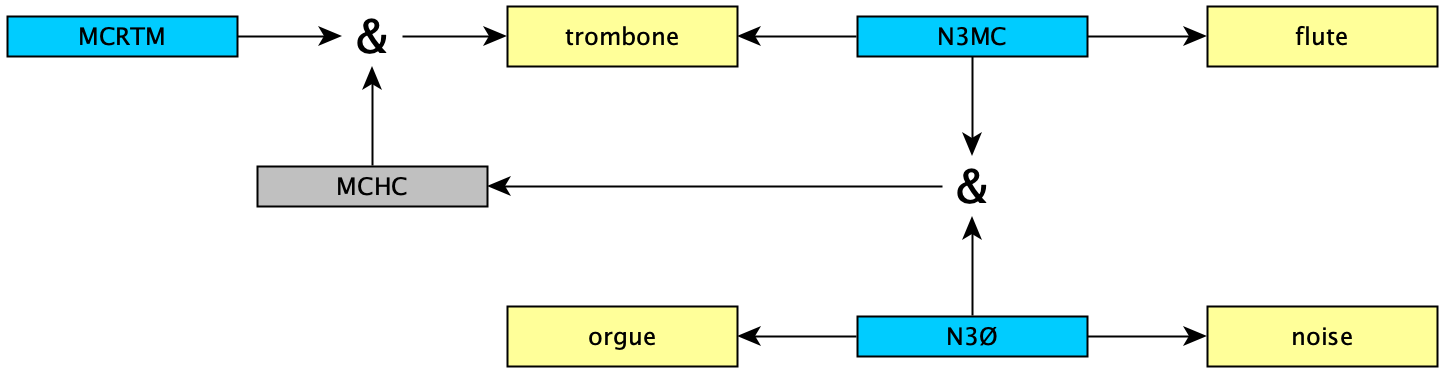 MCRTM
&
trombone
N3MC
flute
MCHC
&
orgue
N3Ø
noise